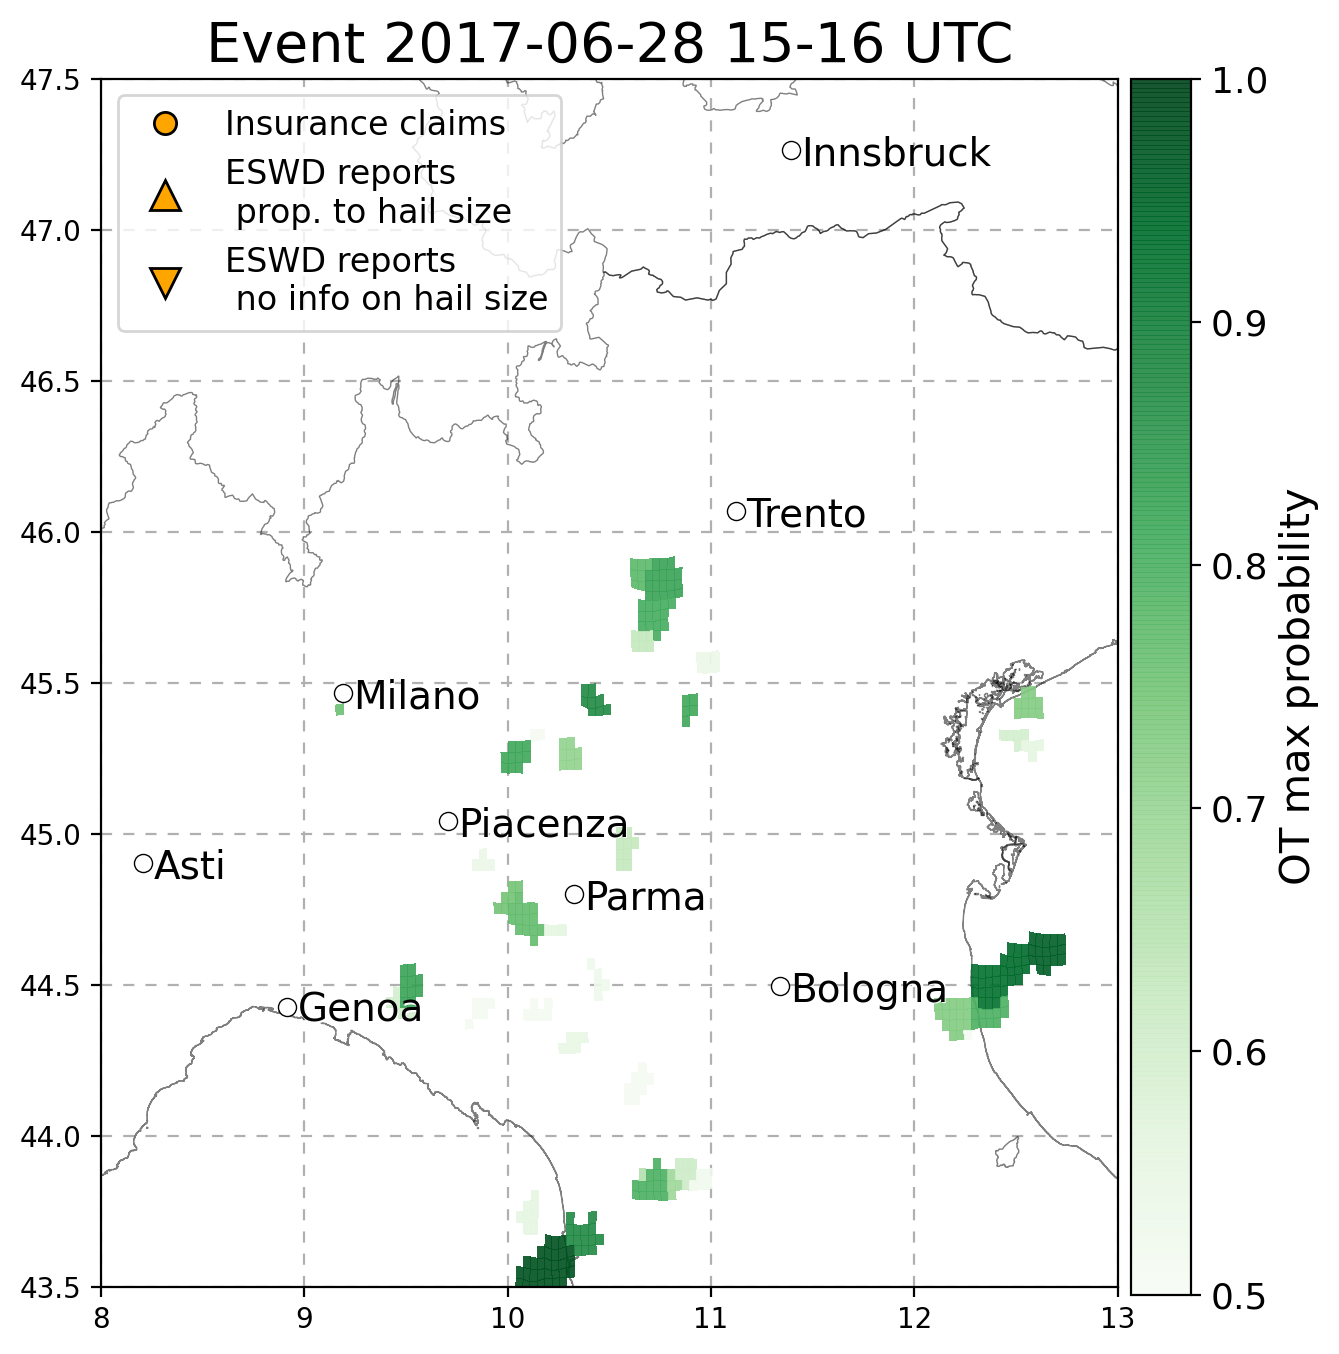 Event 2017-06-28 15-16 UTC
Insurance claims
ESWD reports
prop. to hail size
ESWD reports
no info on hail size
47.5
47.0
46.5
46.0
45.5
45.0
44.5
44.0
43.5
Innsbruck
Trento
Milano
Piacenza
Asti
Parma
Bologna
Genoa
8
9
10
11
12
13
1.0
0.9
0.8
0.7
0.6
0.5
OT max probability